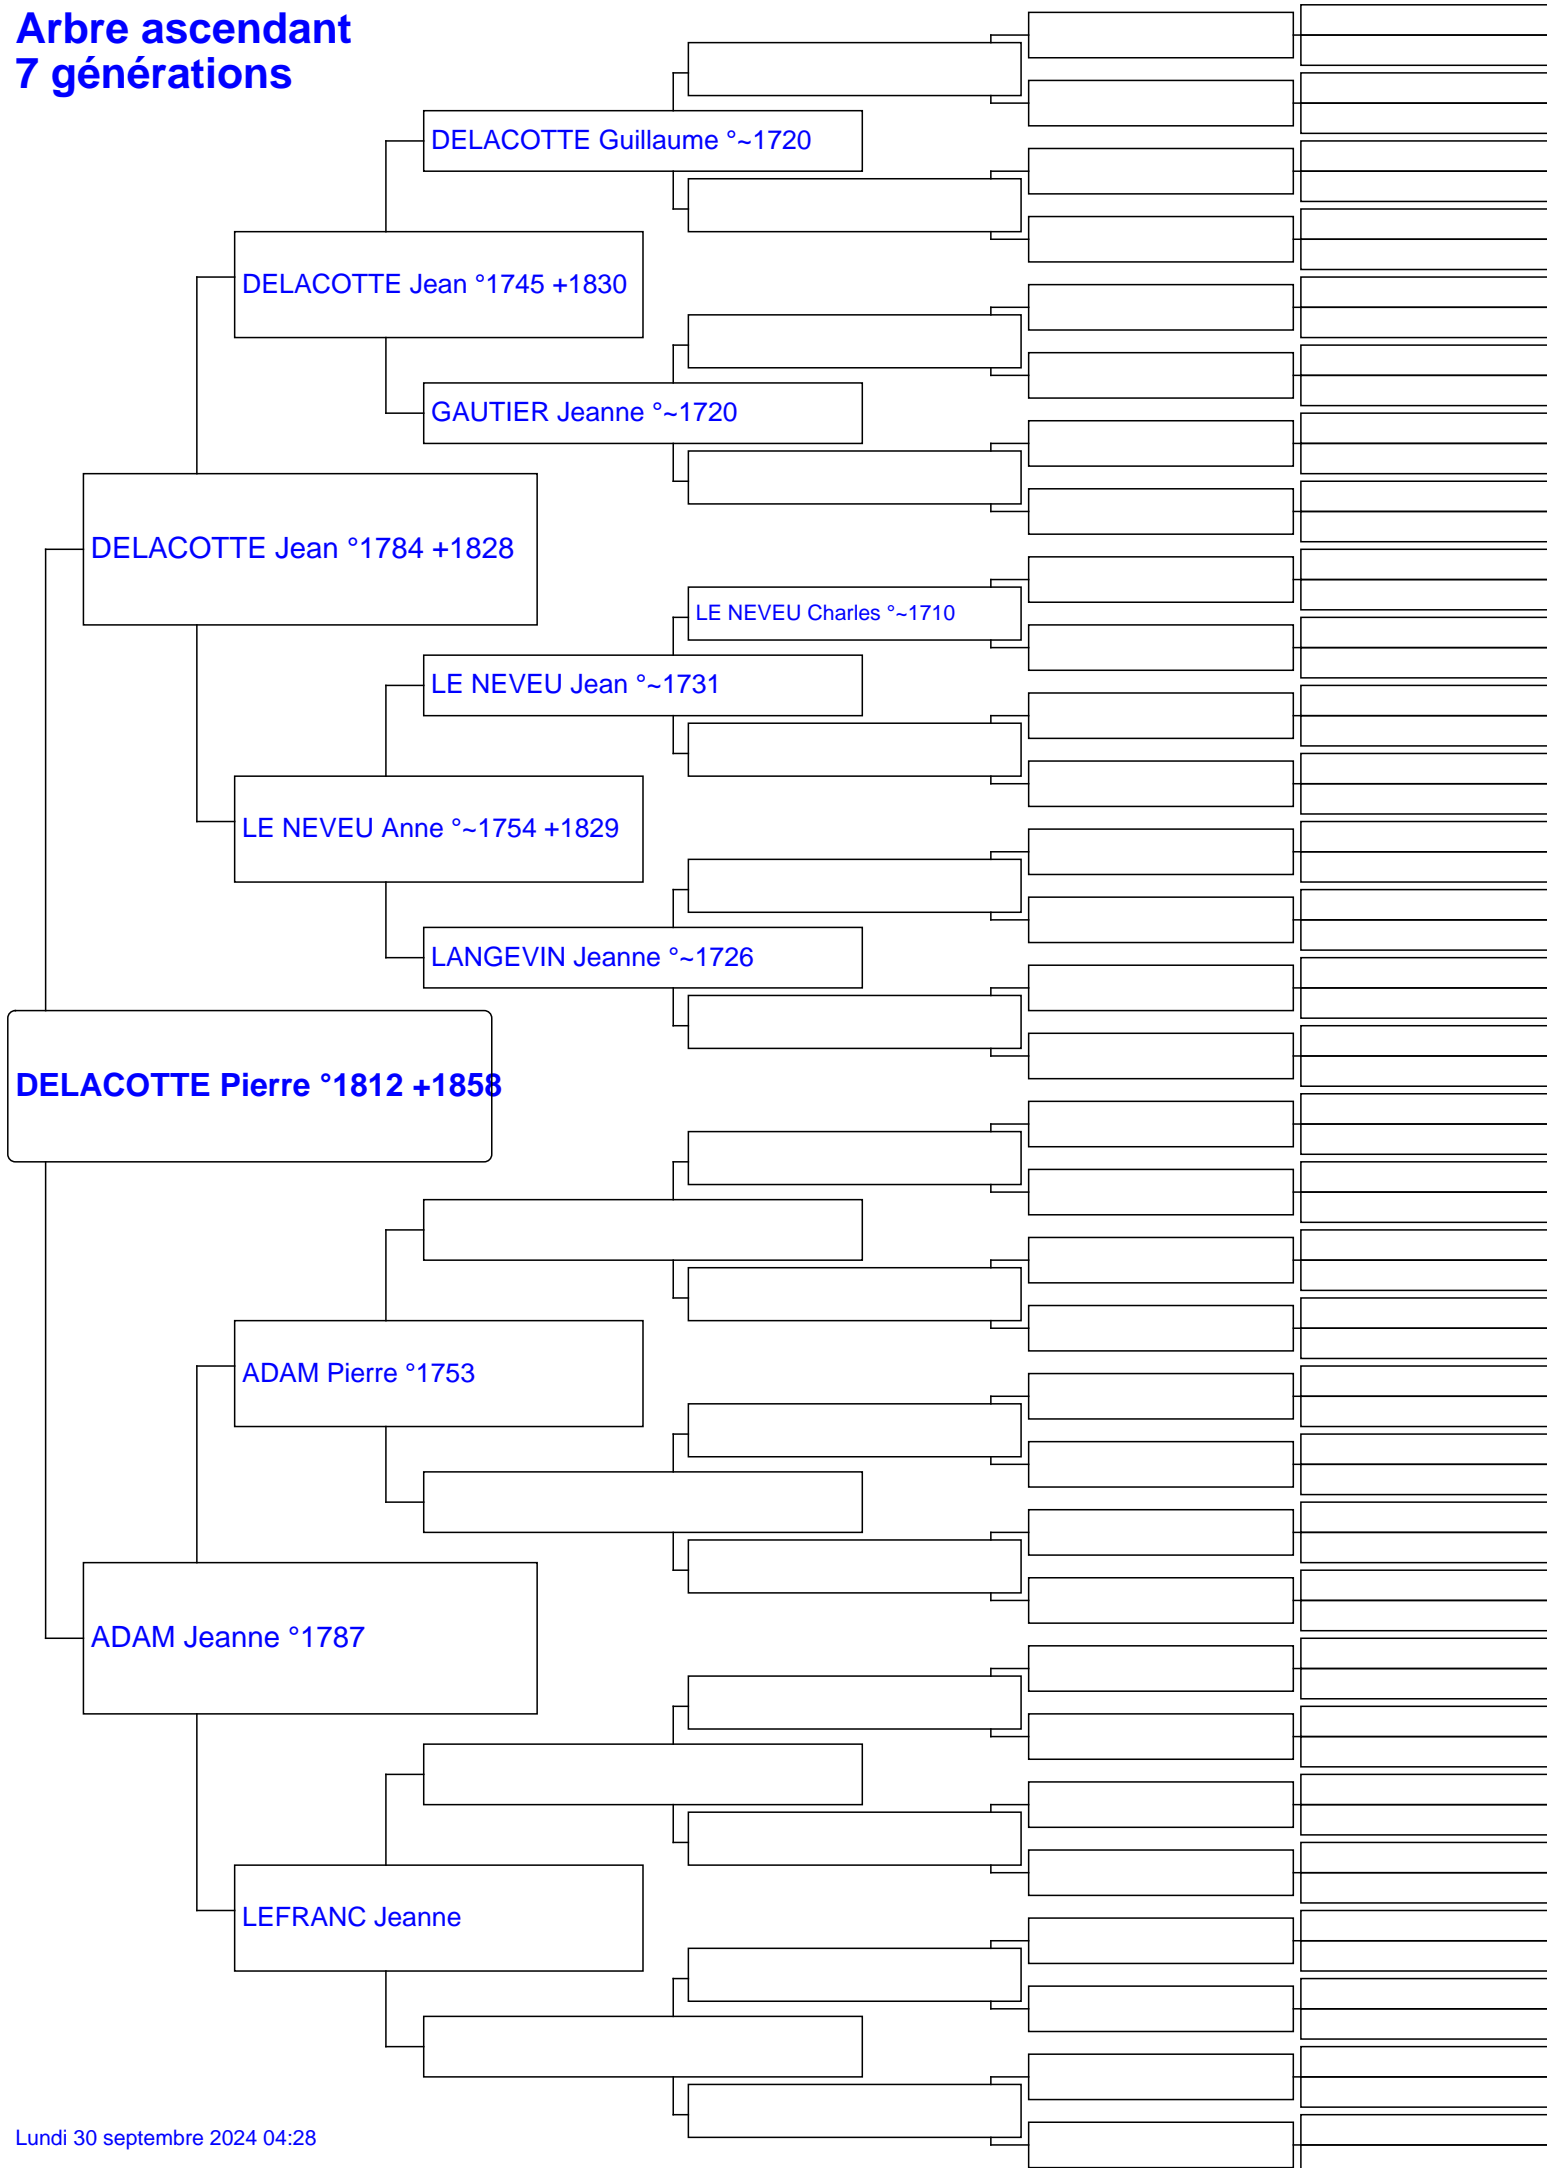 Arbre ascendant
7 générations
DELACOTTE Guillaume °~1720
DELACOTTE Jean °1745 +1830
GAUTIER Jeanne °~1720
DELACOTTE Jean °1784 +1828
LE NEVEU Charles °~1710
LE NEVEU Jean °~1731
LE NEVEU Anne °~1754 +1829
LANGEVIN Jeanne °~1726
DELACOTTE Pierre °1812 +1858
ADAM Pierre °1753
ADAM Jeanne °1787
LEFRANC Jeanne
Lundi 30 septembre 2024 04:28